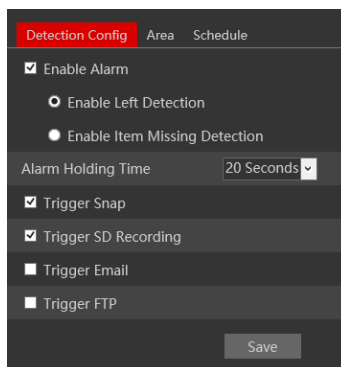 Detection Config Area Schedule
Enable Alarm
Enable Left Detection
Enable Item Missing Detection
Alarm Holding Time 20 Seconds
Trigger Snap
Trigger SD Recording
Trigger Email
Trigger FTP
Save